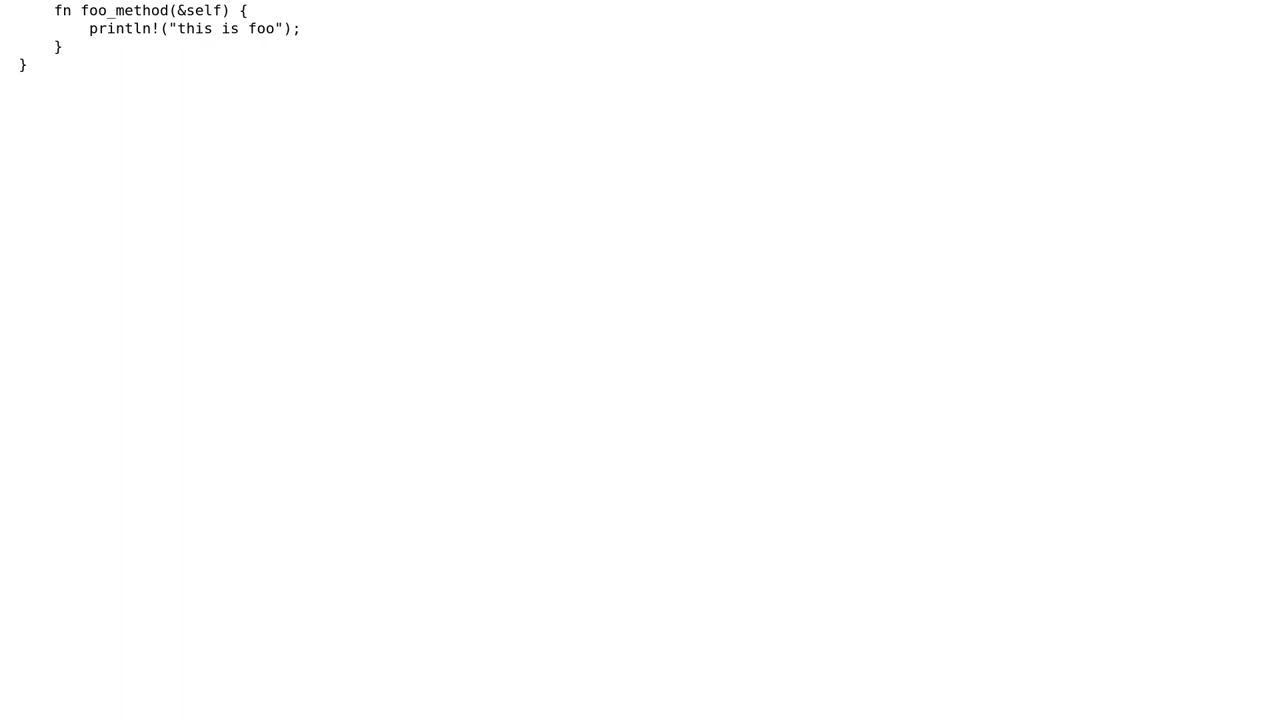 fn foo_method(&self) {
        println!("this is foo");
    }
}